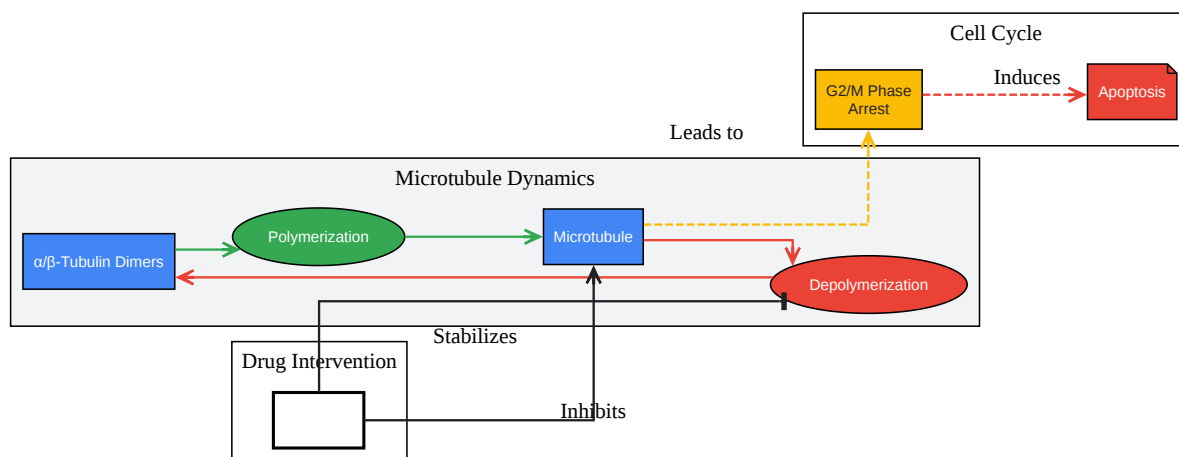 Cell Cycle
G2/M Phase
Arrest
Induces
Apoptosis
Leads to
Microtubule Dynamics
Polymerization
Microtubule
α/β-Tubulin Dimers
Depolymerization
Stabilizes
Drug Intervention
Inhibits